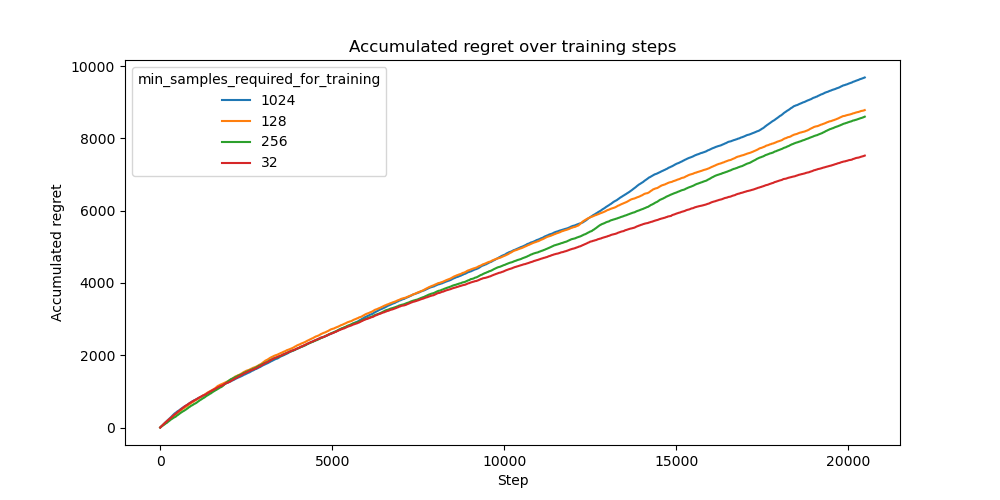 Accumulated regret over training steps
min_samples_required_for_training
1024
128
256
32
Accumulated regret
10000
8000
6000
4000
2000
0
0 5000 10000 15000 20000
Step